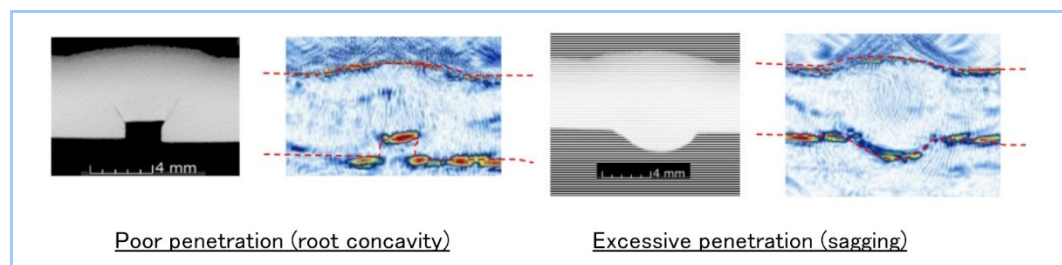 4 mm
4 mm
Poor penetration (root concavity)
Excessive penetration (sagging)